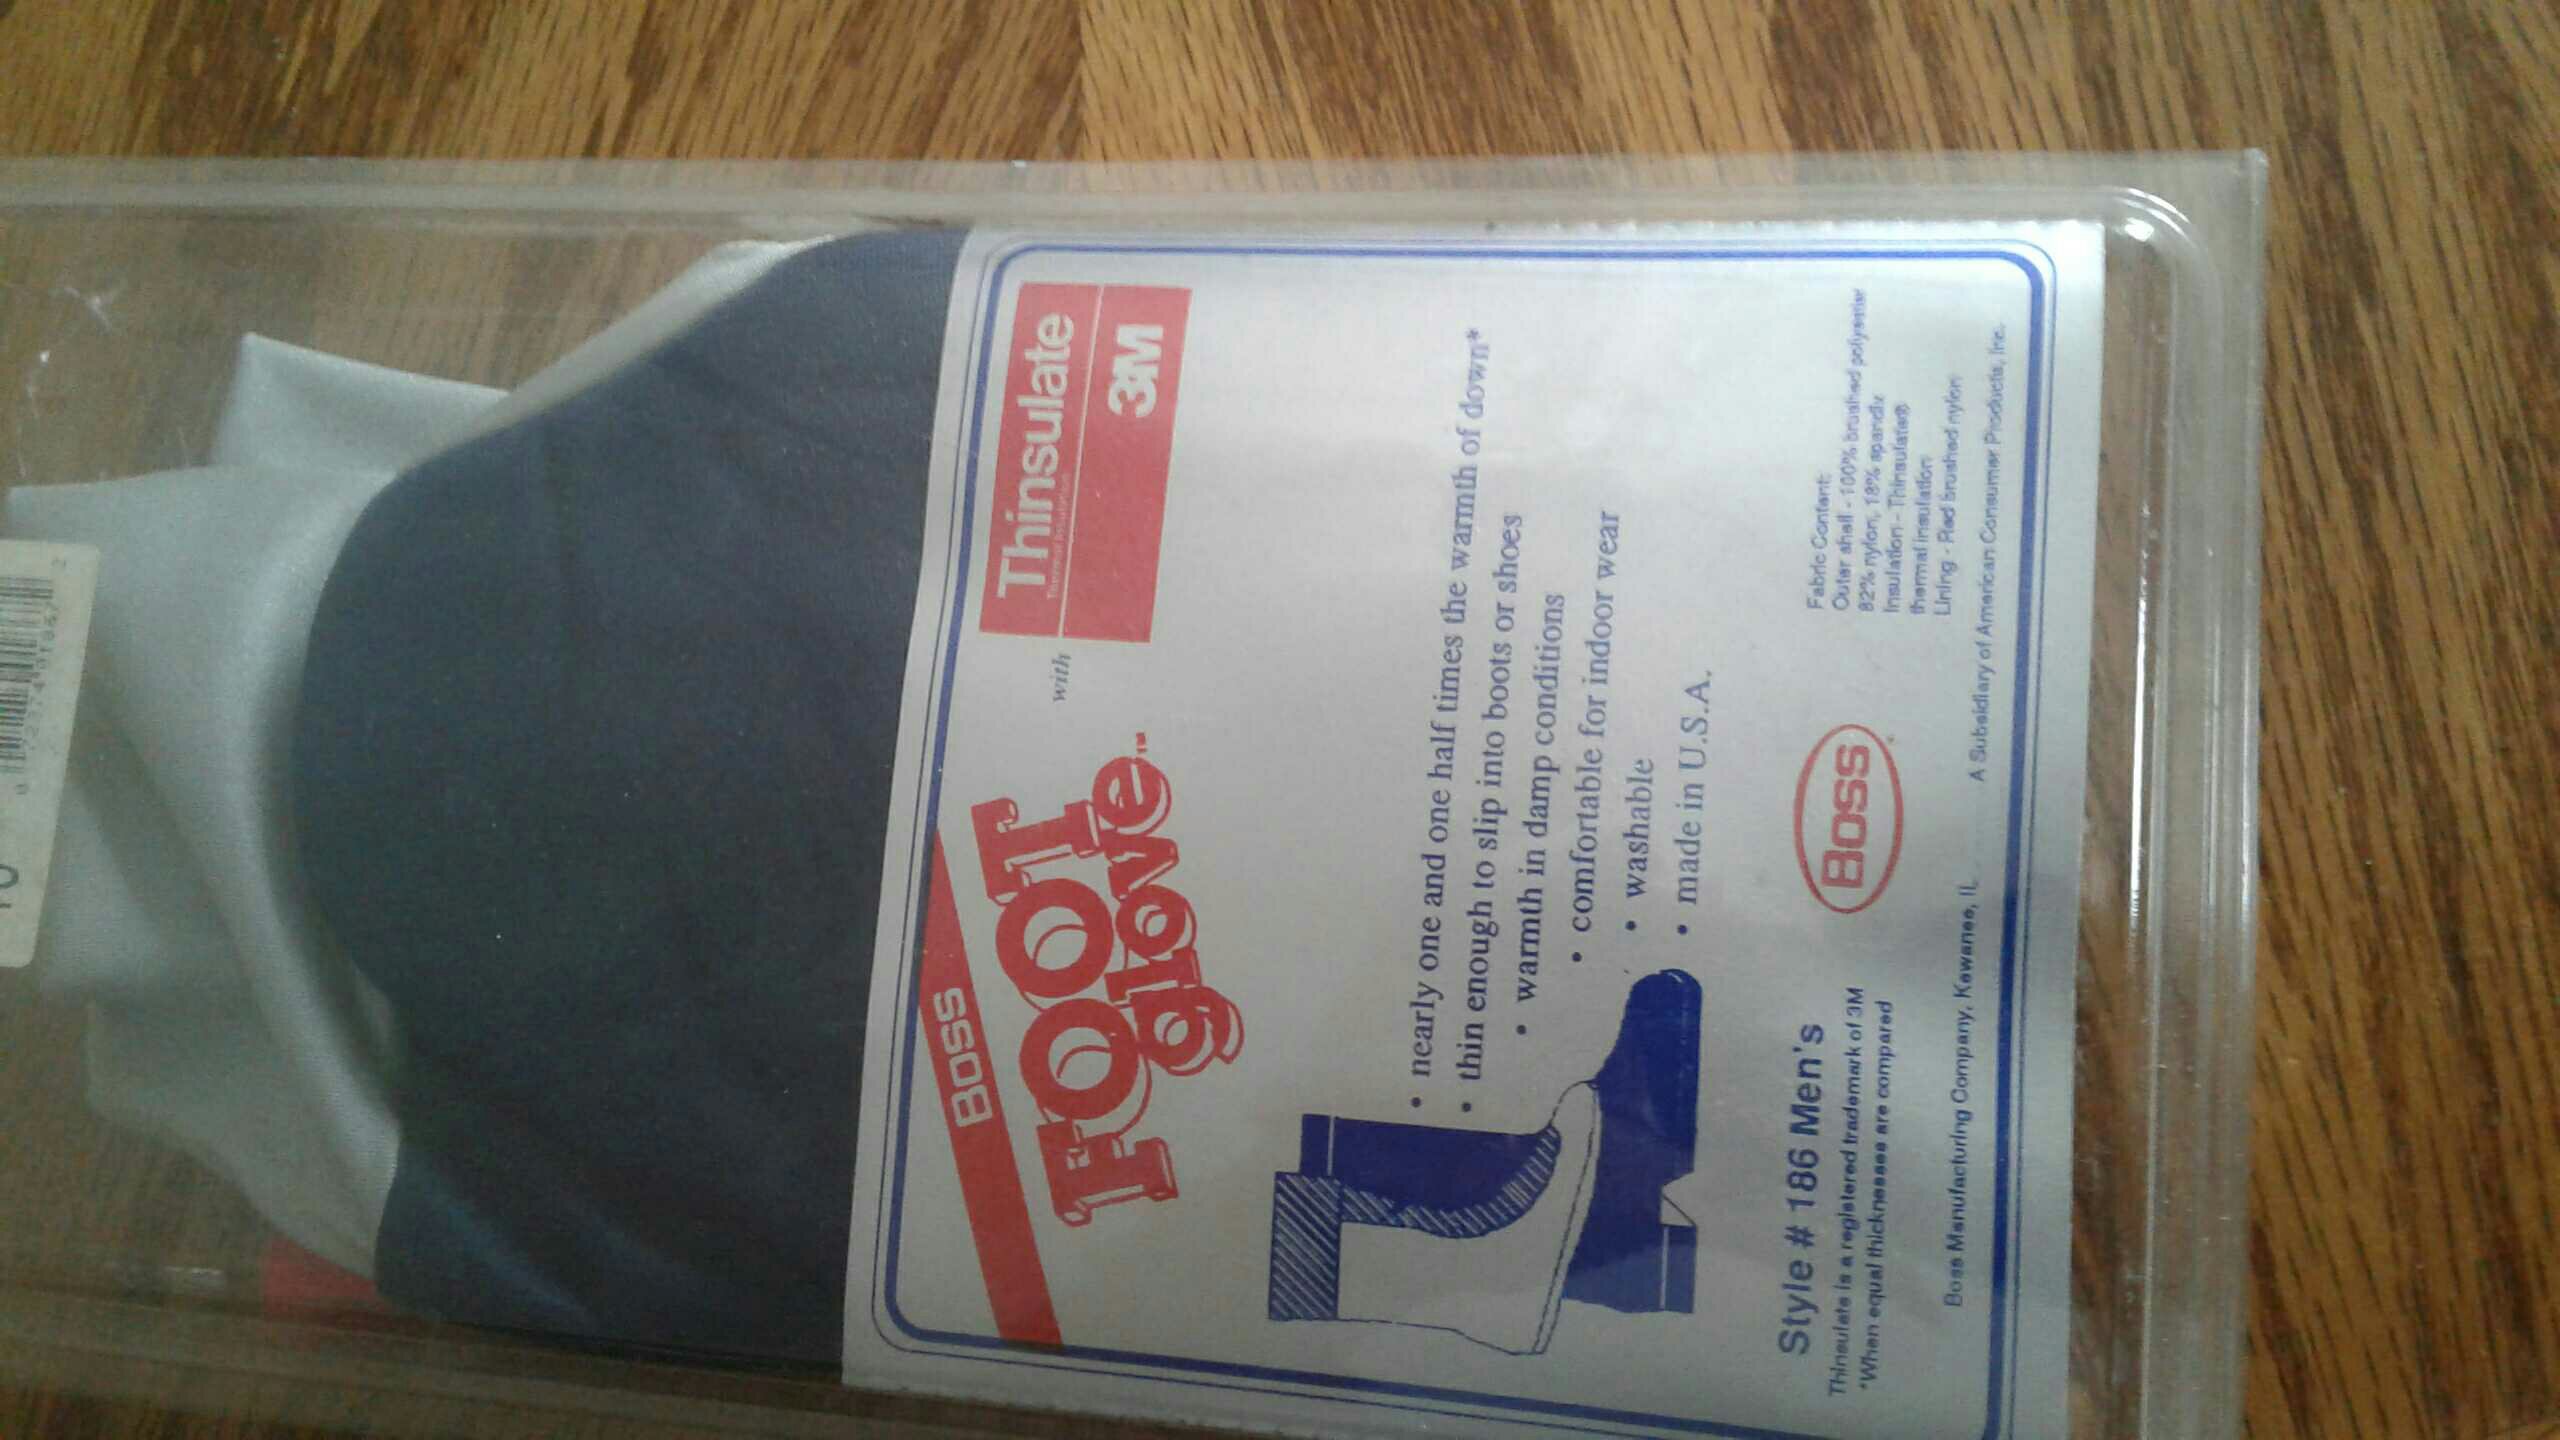 BOSS
FOOT
glove™
with
Thinsulate
Thermal Insulation
3M
• nearly one and one half times the warmth of down*
• thin enough to slip into boots or shoes
• warmth in damp conditions
• comfortable for indoor wear
• washable
• made in U.S.A.
Style # 186 Men's
Thinsulate is a registered trademark of 3M
*When equal thicknesses are compared
BOSS®
Fabric Content:
Outer shell - 100% brushed polyester
82% nylon, 18% spandix
Insulation - Thinsulate®
thermal insulation
Lining - Red brushed nylon
Boss Manufacturing Company, Kewanee, IL
A Subsidiary of American Consumer Products, Inc.